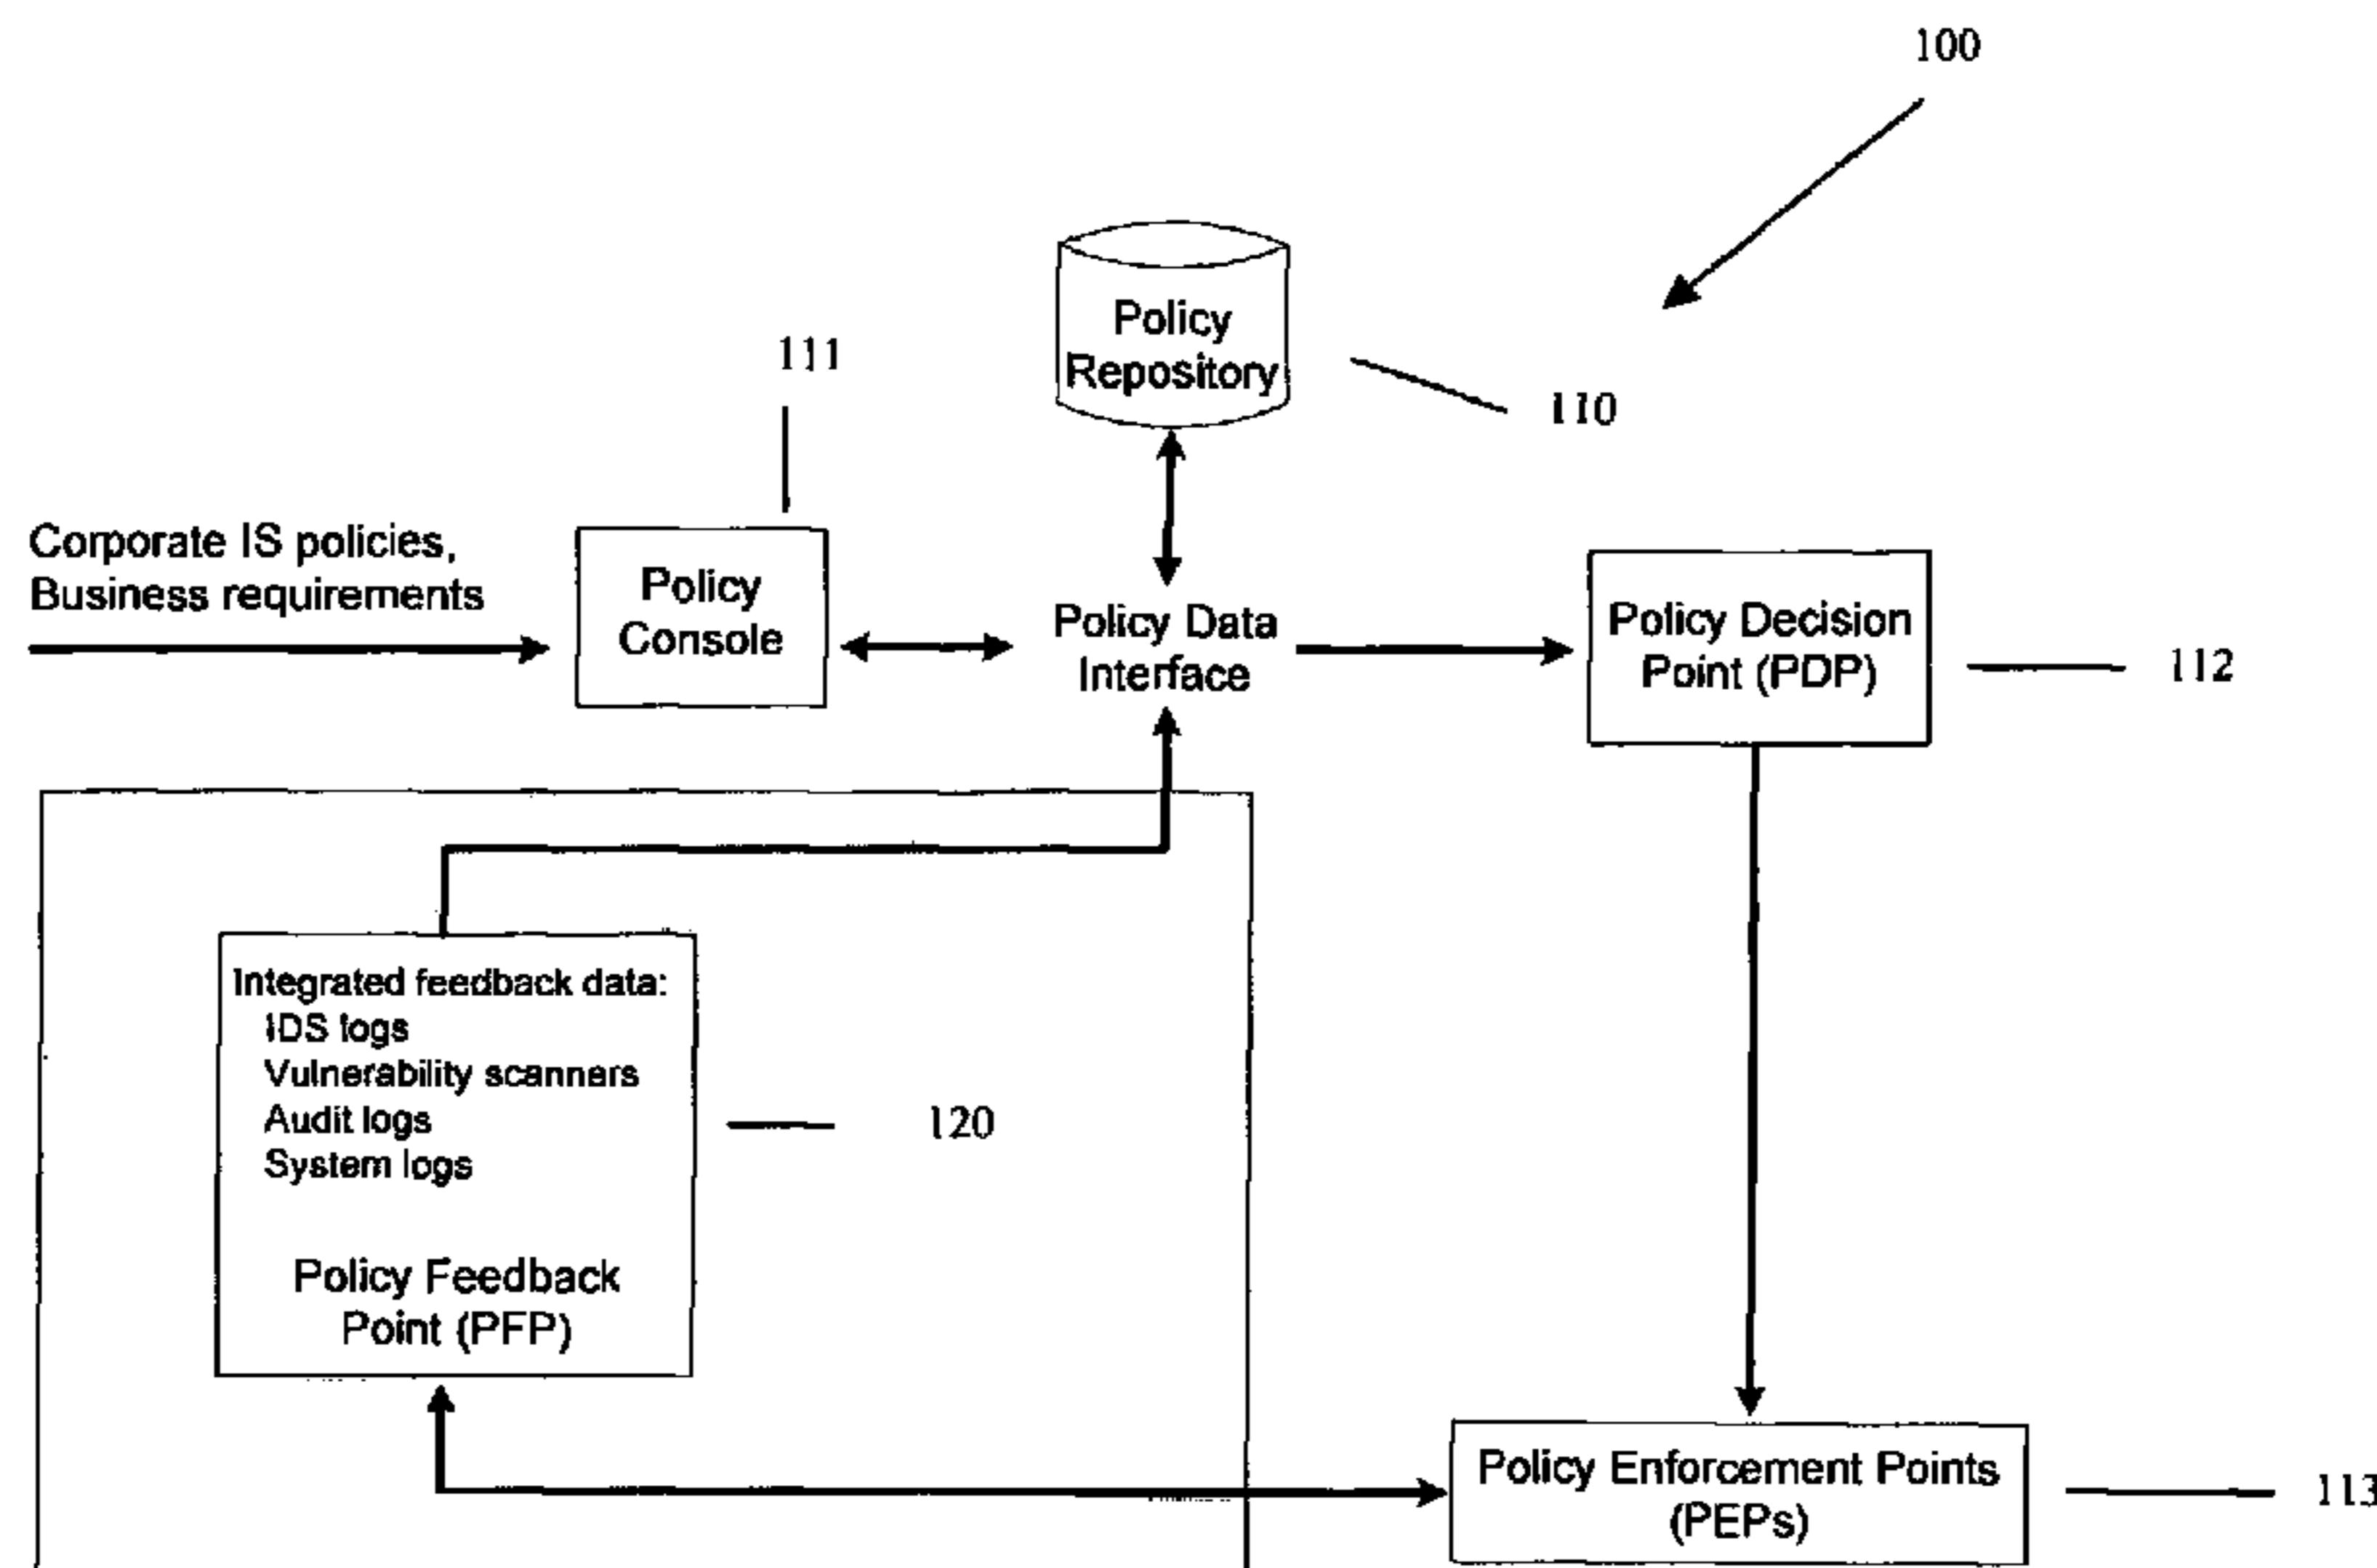 100
Policy
Repository
111
110
Corporate IS policies,
Business requirements
Policy
Console
Policy Data
Interface
Policy Decision
Point (PDP)
112
Integrated feedback data:
IDS logs
Vulnerability scanners
Audit logs
System logs
120
Policy Feedback
Point (PFP)
Policy Enforcement Points
(PEPs)
113